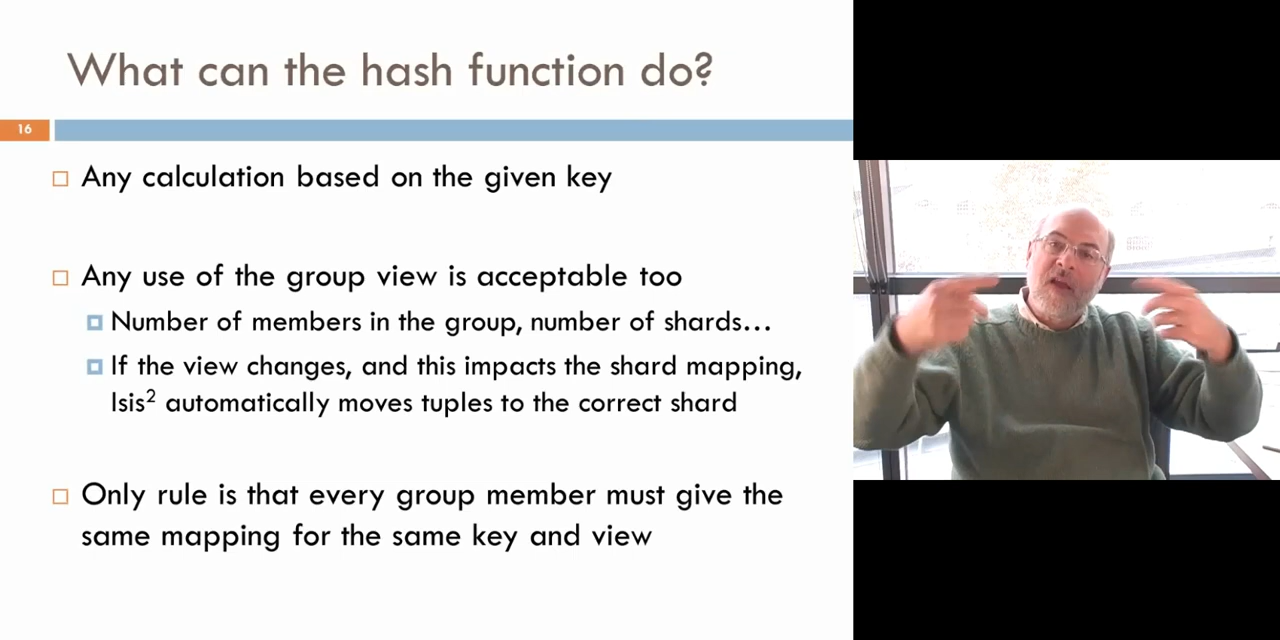 What can the hash function do?
16
Any calculation based on the given key
Any use of the group view is acceptable too
Number of members in the group, number of shards...
If the view changes, and this impacts the shard mapping,
Isis² automatically moves tuples to the correct shard
Only rule is that every group member must give the
same mapping for the same key and view